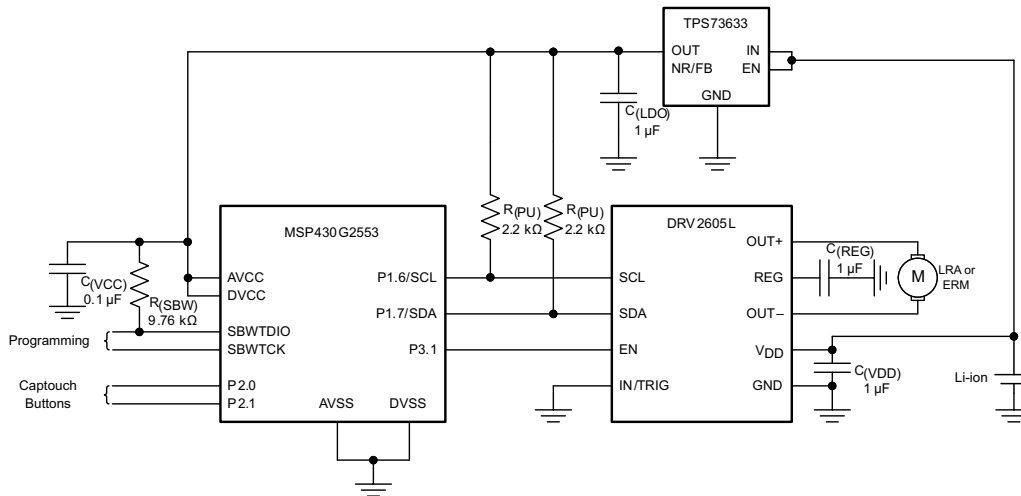 TPS73633
OUT
IN
NR/FB
EN
GND
C(LDO)
1 µF
R(PU)
2.2 kΩ
R(PU)
2.2 kΩ
MSP430G2553
AVCC
DVCC
SBWTDIO
SBWTCK
P2.0
P2.1
AVSS
DVSS
P1.6/SCL
P1.7/SDA
P3.1
C(VCC)
0.1 µF
R(SBW)
9.76 kΩ
Programming
Captouch
Buttons
DRV2605L
SCL
SDA
EN
IN/TRIG
OUT+
REG
OUT–
VDD
GND
C(REG)
1 µF
M
LRA or
ERM
C(VDD)
1 µF
Li-ion